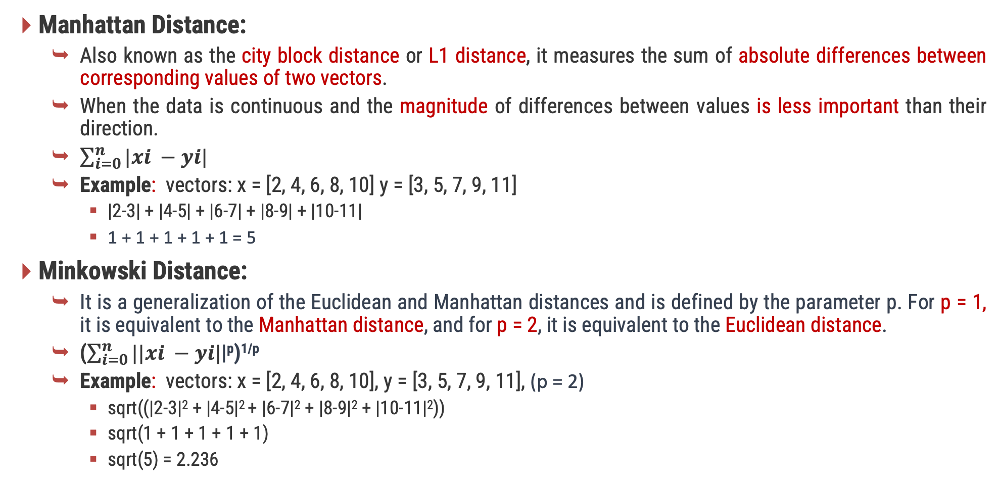 Manhattan Distance:
Also known as the city block distance or L1 distance, it measures the sum of absolute differences between
corresponding values of two vectors.
When the data is continuous and the magnitude of differences between values is less important than their
direction.
∑ⁿᵢ₌₀ |xi − yi|
Example: vectors: x = [2, 4, 6, 8, 10] y = [3, 5, 7, 9, 11]
|2-3| + |4-5| + |6-7| + |8-9| + |10-11|
1 + 1 + 1 + 1 + 1 = 5
Minkowski Distance:
It is a generalization of the Euclidean and Manhattan distances and is defined by the parameter p. For p = 1,
it is equivalent to the Manhattan distance, and for p = 2, it is equivalent to the Euclidean distance.
(∑ⁿᵢ₌₀ ||xi − yi||ᵖ)¹/ᵖ
Example: vectors: x = [2, 4, 6, 8, 10], y = [3, 5, 7, 9, 11], (p = 2)
sqrt((|2-3|² + |4-5|² + |6-7|² + |8-9|² + |10-11|²))
sqrt(1 + 1 + 1 + 1 + 1)
sqrt(5) = 2.236